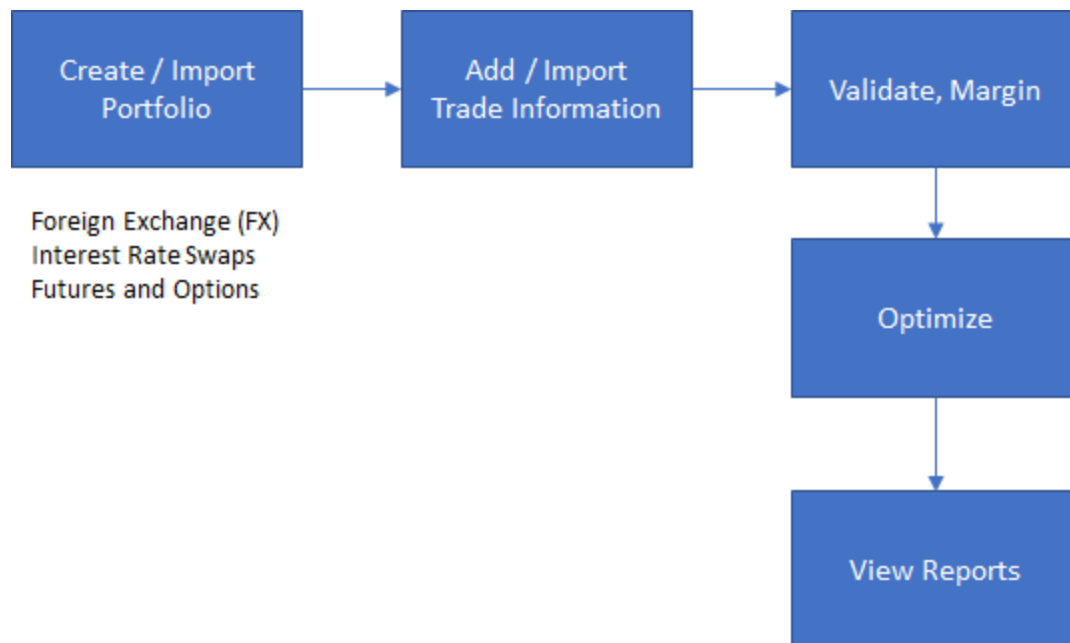 Create / Import
Portfolio
Add / Import
Trade Information
Validate, Margin
Foreign Exchange (FX)
Interest Rate Swaps
Futures and Options
Optimize
View Reports